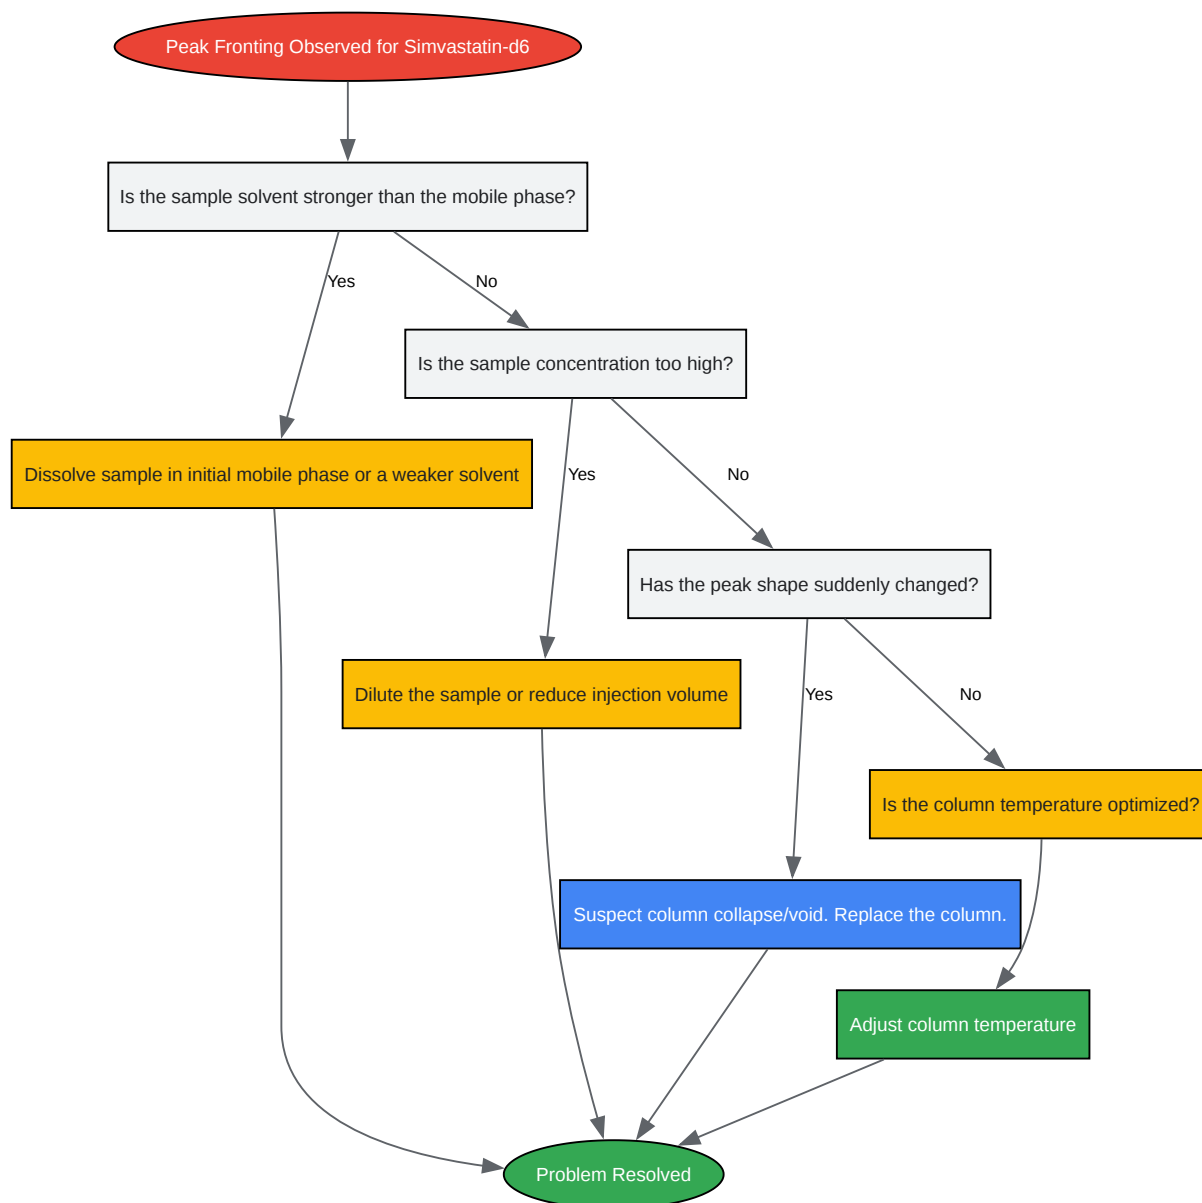 Peak Fronting Observed for Simvastatin-d6
Is the sample solvent stronger than the mobile phase?
Yes
No
Is the sample concentration too high?
Dissolve sample in initial mobile phase or a weaker solvent
Yes
No
Has the peak shape suddenly changed?
Dilute the sample or reduce injection volume
Yes
No
Is the column temperature optimized?
Suspect column collapse/void. Replace the column.
Adjust column temperature
Problem Resolved